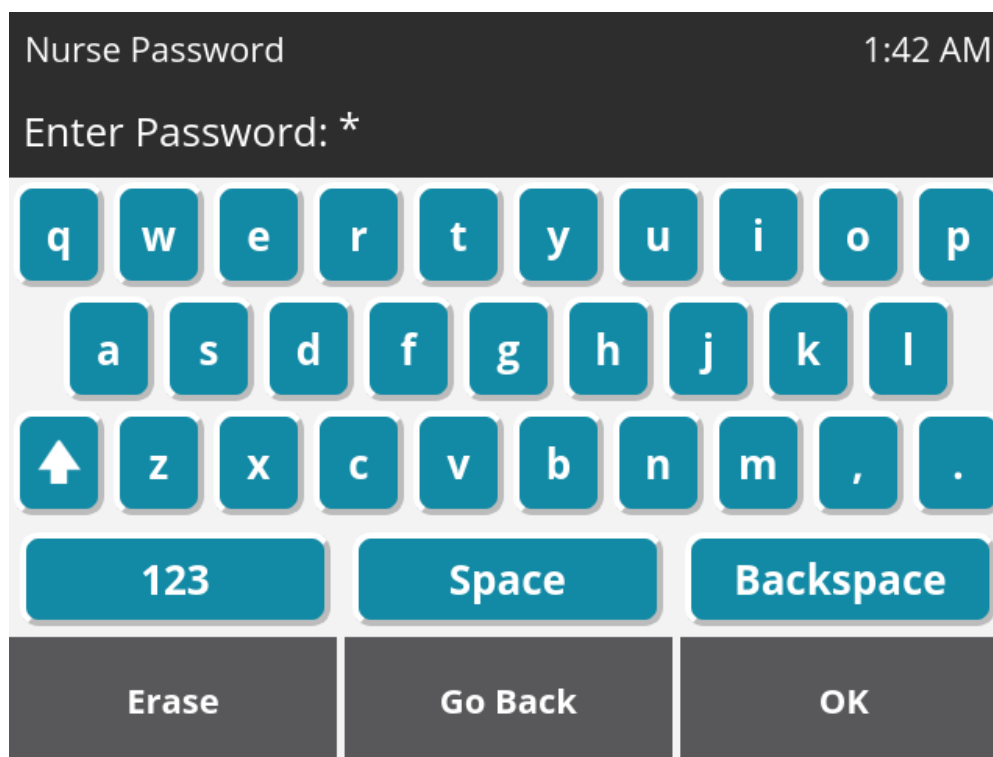 Nurse Password 1:42 AM
Enter Password: *
q w e r t y u i o p
a s d f g h j k l
z x c v b n m , .
123 Space Backspace
Erase Go Back OK